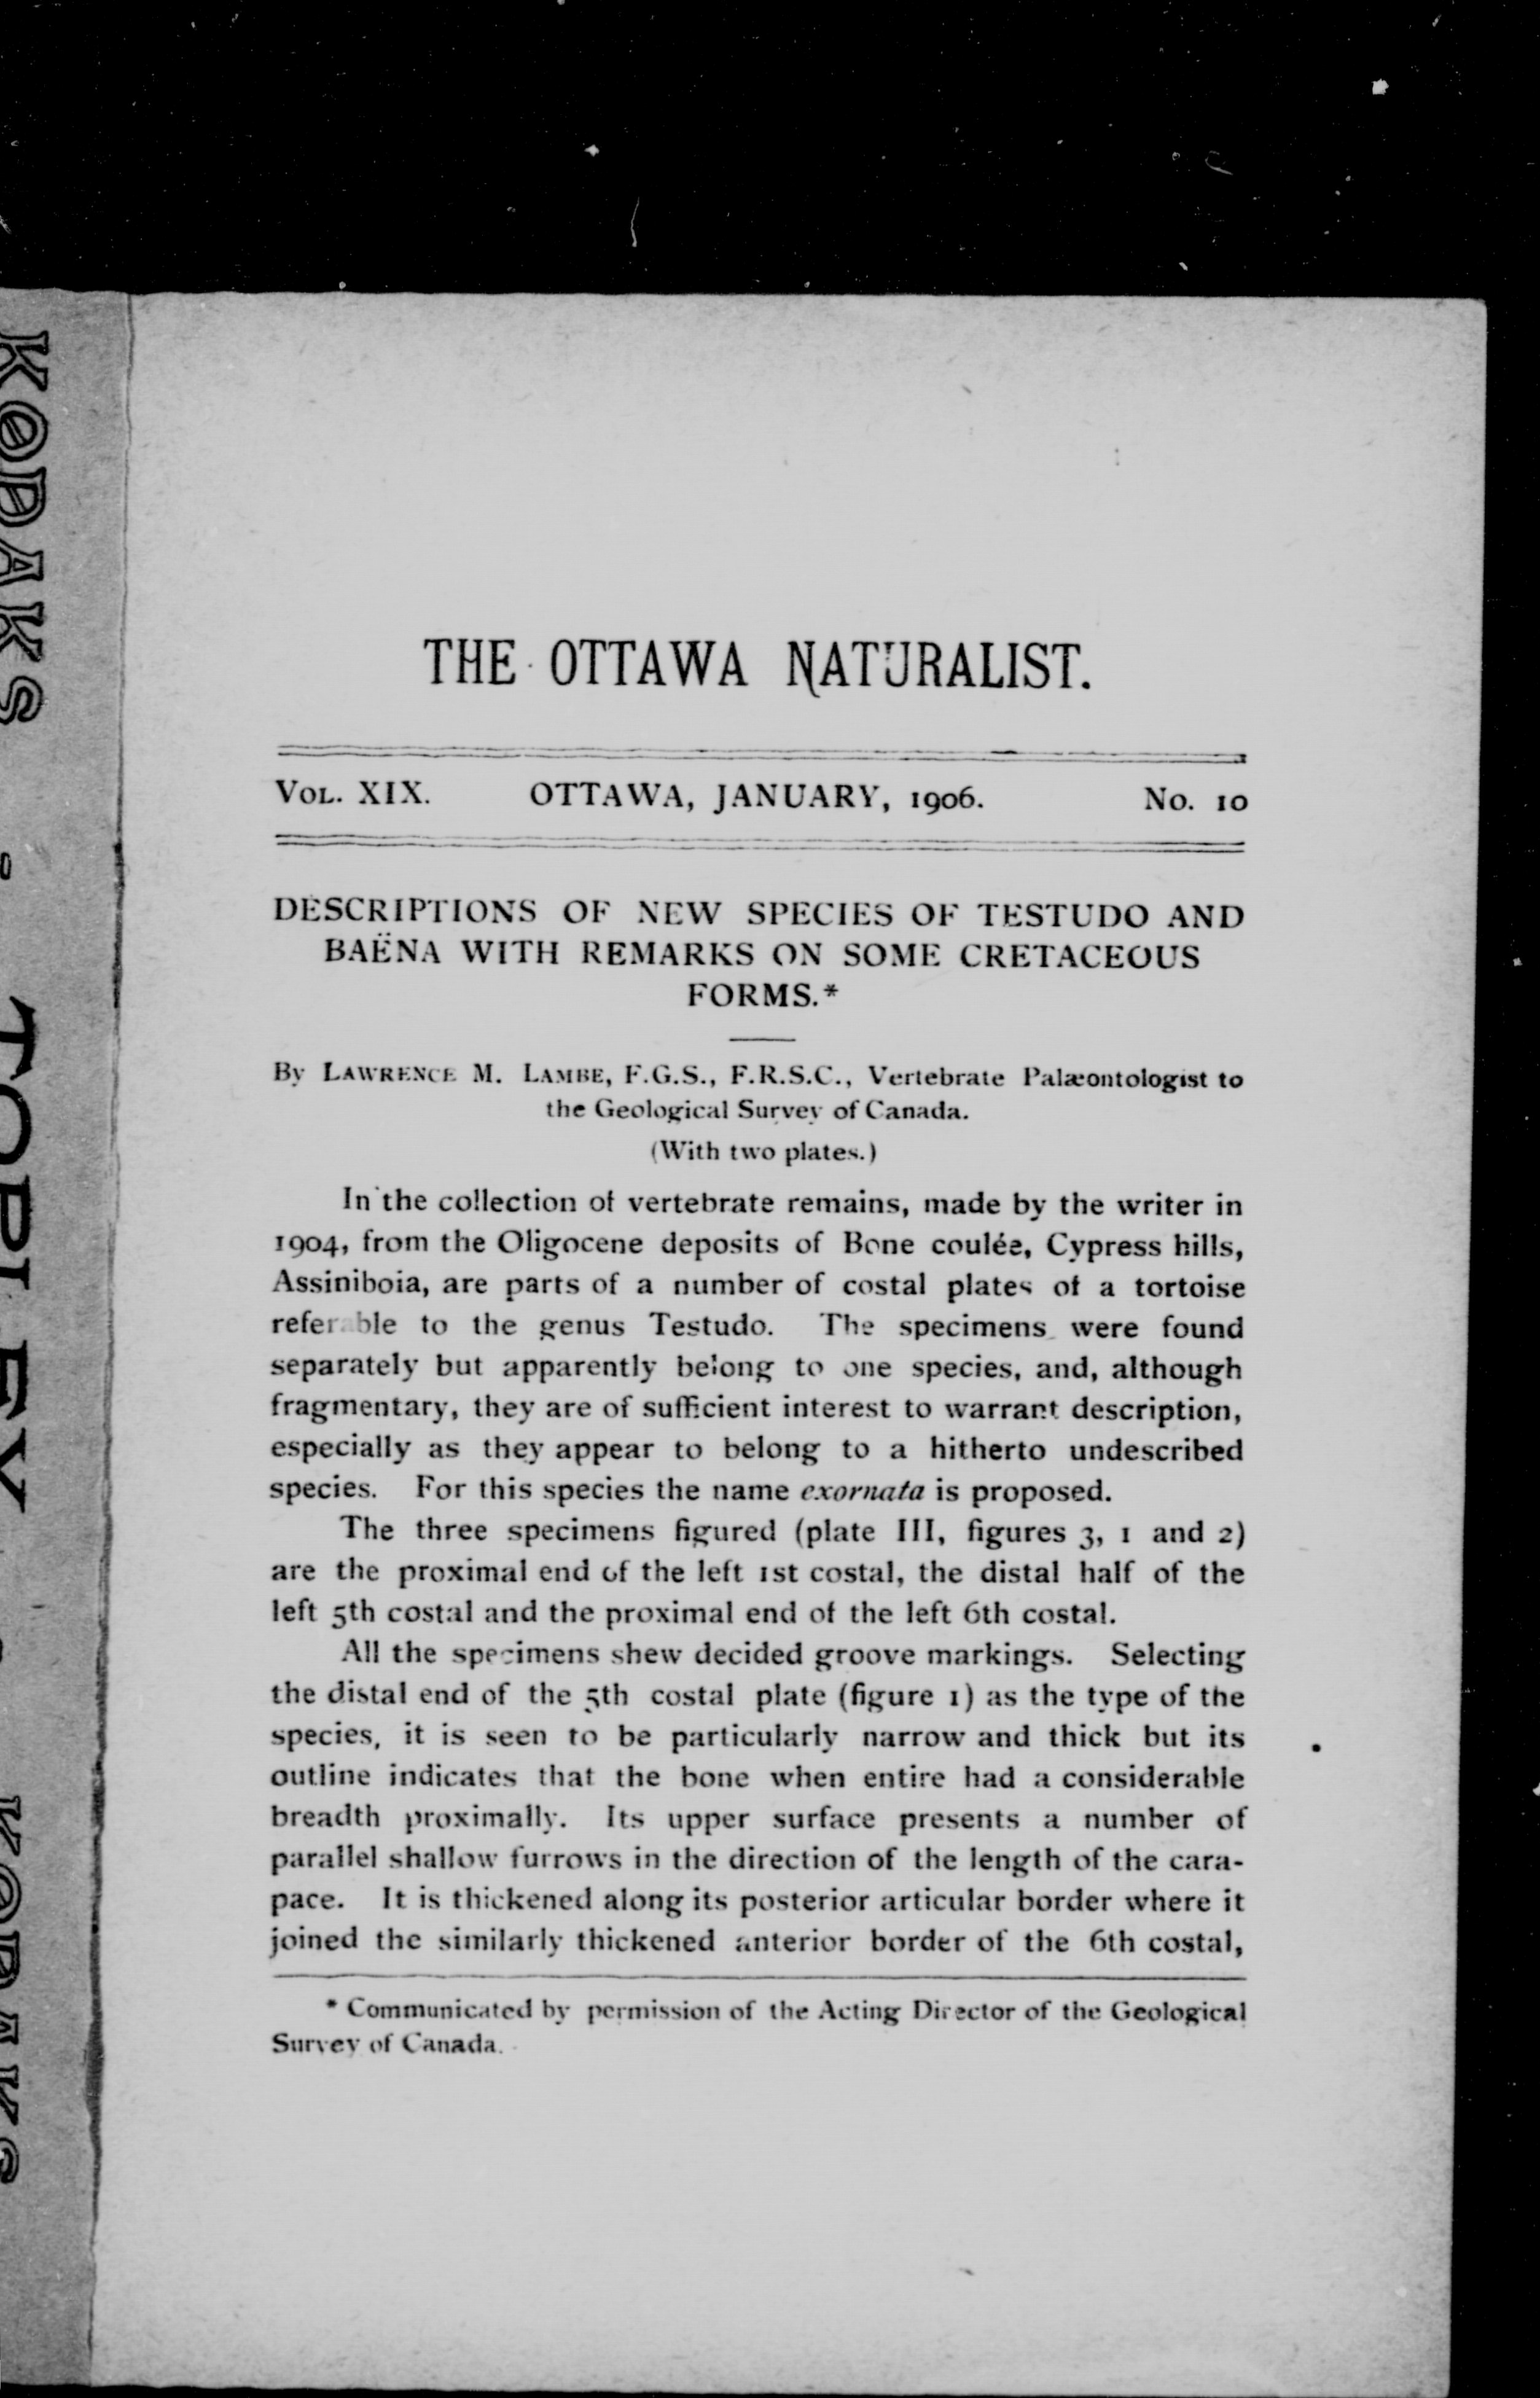 THE OTTAWA NATURALIST.
VOL. XIX. OTTAWA, JANUARY, 1906. No. 10
DESCRIPTIONS OF NEW SPECIES OF TESTUDO AND
BAËNA WITH REMARKS ON SOME CRETACEOUS
FORMS.*
By LAWRENCE M. LAMBE, F.G.S., F.R.S.C., Vertebrate Palæontologist to
the Geological Survey of Canada.
(With two plates.)
In the collection of vertebrate remains, made by the writer in
1904, from the Oligocene deposits of Bone coulée, Cypress hills,
Assiniboia, are parts of a number of costal plates of a tortoise
referable to the genus Testudo. The specimens were found
separately but apparently belong to one species, and, although
fragmentary, they are of sufficient interest to warrant description,
especially as they appear to belong to a hitherto undescribed
species. For this species the name exornata is proposed.
The three specimens figured (plate III, figures 3, 1 and 2)
are the proximal end of the left 1st costal, the distal half of the
left 5th costal and the proximal end of the left 6th costal.
All the specimens shew decided groove markings. Selecting
the distal end of the 5th costal plate (figure 1) as the type of the
species, it is seen to be particularly narrow and thick but its
outline indicates that the bone when entire had a considerable
breadth proximally. Its upper surface presents a number of
parallel shallow furrows in the direction of the length of the cara-
pace. It is thickened along its posterior articular border where it
joined the similarly thickened anterior border of the 6th costal,
* Communicated by permission of the Acting Director of the Geological
Survey of Canada.
KODAKS
TOPLEY
KODAKS